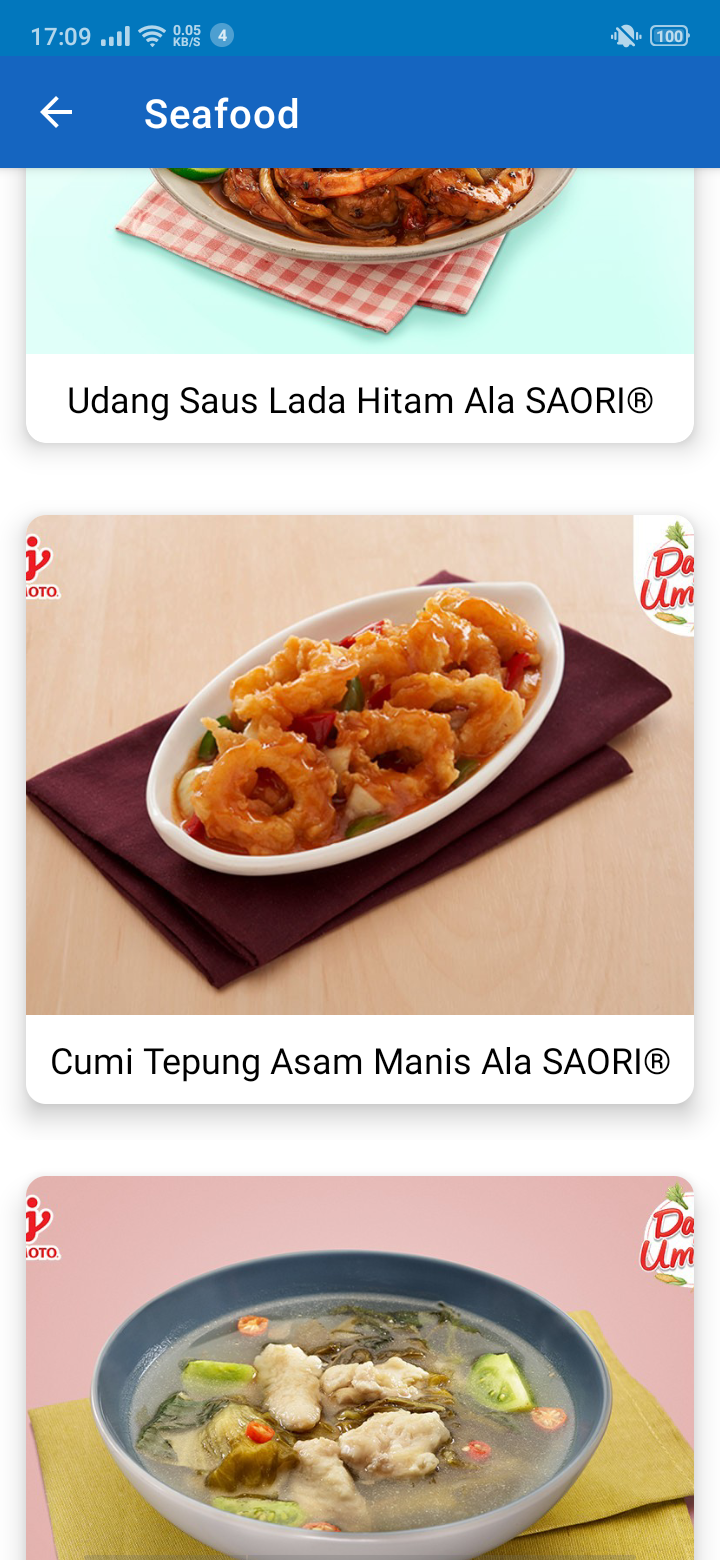 17:09
0.05
KB/S
4
100
Seafood
Udang Saus Lada Hitam Ala SAORI®
OTO.
Da
Um
Cumi Tepung Asam Manis Ala SAORI®
OTO.
Da
Um